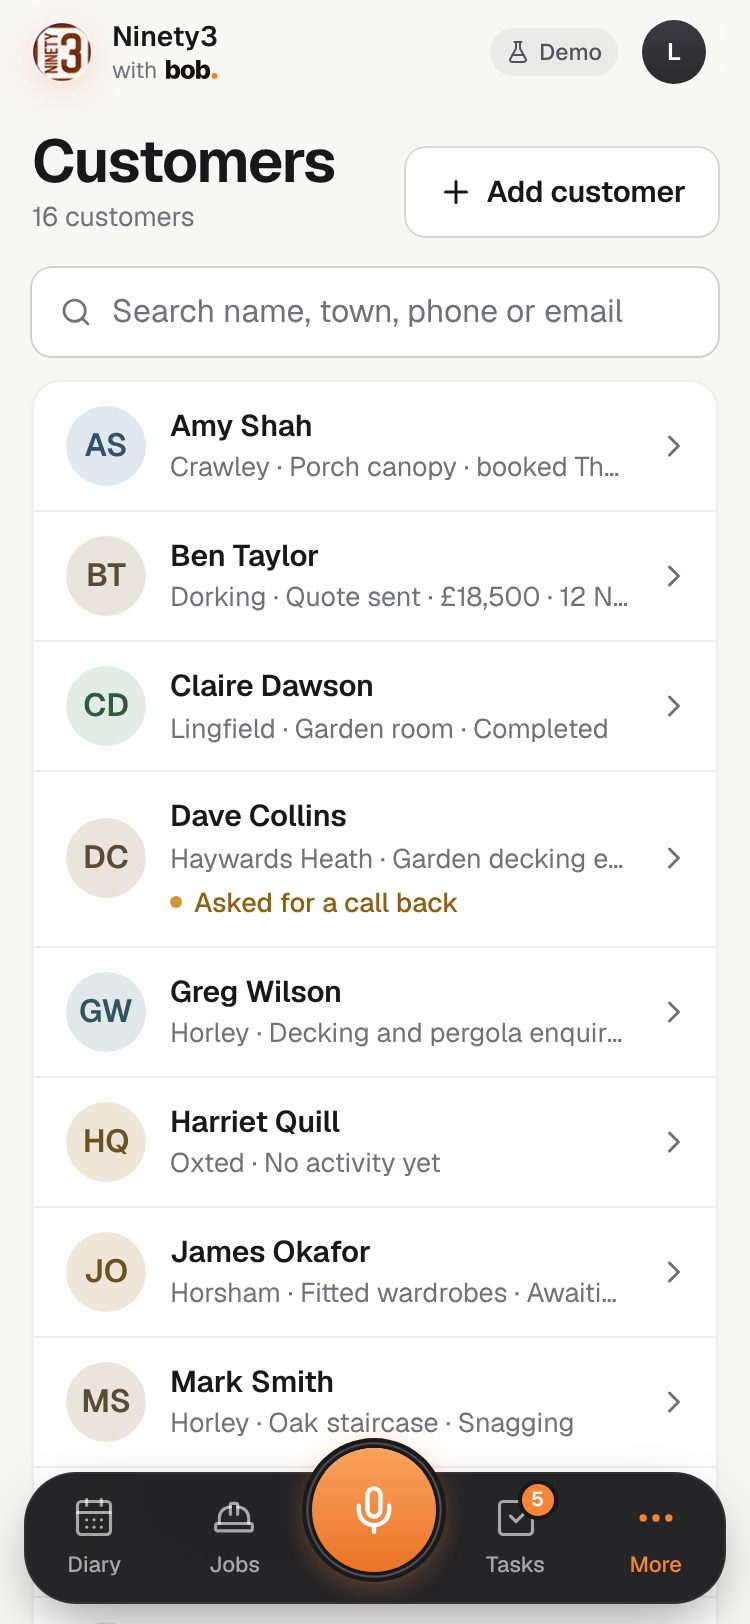 NINETY 3
Ninety3
with bob.
Demo
L
Customers
16 customers
+ Add customer
Search name, town, phone or email
AS
Amy Shah
Crawley · Porch canopy · booked Th...
BT
Ben Taylor
Dorking · Quote sent · £18,500 · 12 N...
CD
Claire Dawson
Lingfield · Garden room · Completed
DC
Dave Collins
Haywards Heath · Garden decking e...
Asked for a call back
GW
Greg Wilson
Horley · Decking and pergola enquir...
HQ
Harriet Quill
Oxted · No activity yet
JO
James Okafor
Horsham · Fitted wardrobes · Awaiti...
MS
Mark Smith
Horley · Oak staircase · Snagging
5
Diary
Jobs
Tasks
More